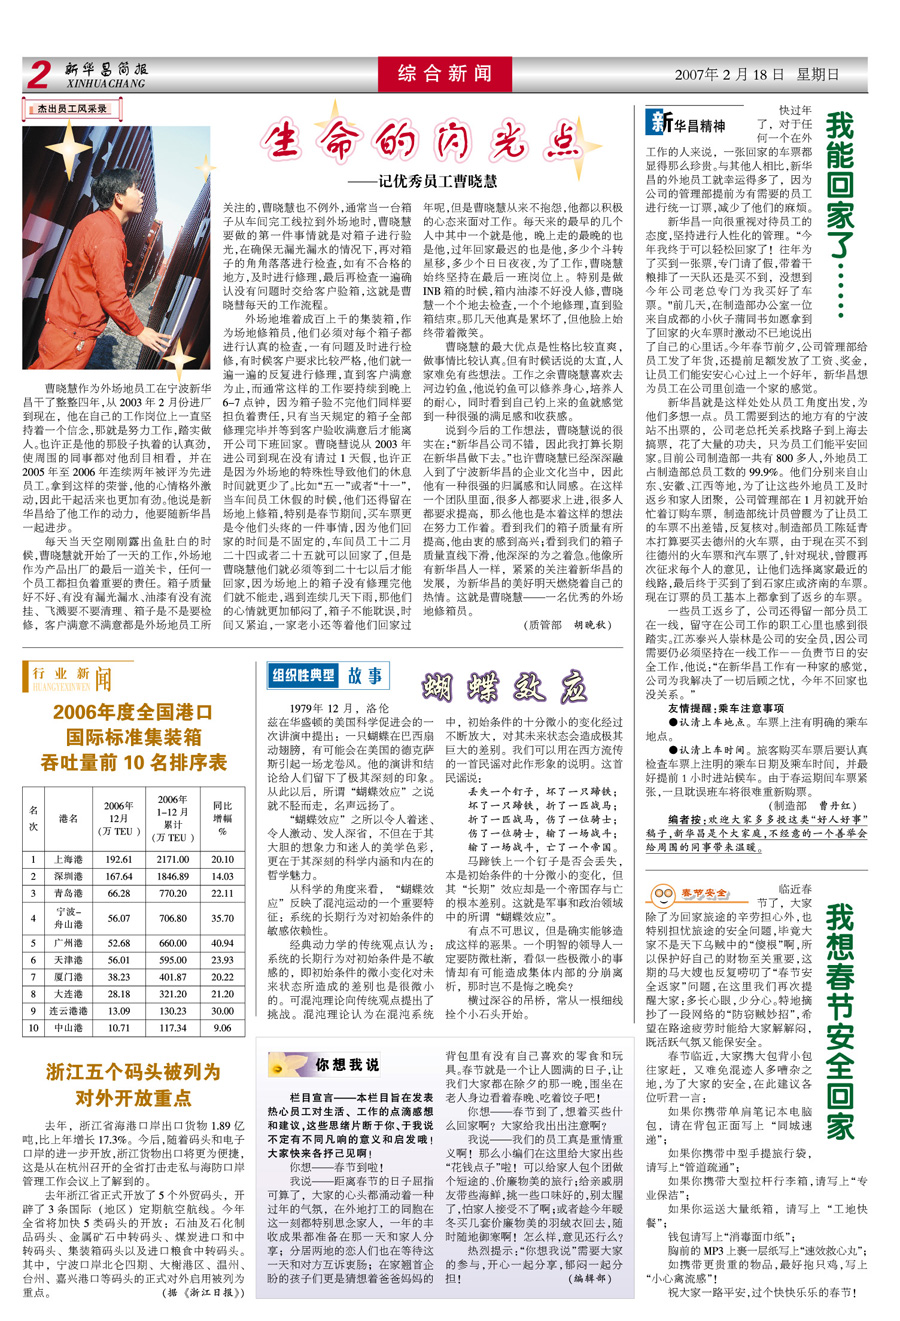 2
新华昌简报
XINHUACHANG
综合新闻
2007年 2 月 18 日 星期日
杰出员工风采录
生命的闪光点
——记优秀员工曹晓慧
曹晓慧作为外场地员工在宁波新华
昌干了整整四年,从 2003 年 2 月份进厂
到现在，他在自己的工作岗位上一直坚
持着一个信念,那就是努力工作,踏实做
人。也许正是他的那股子执着的认真劲,
使周围的同事都对他刮目相看，并在
2005 年至 2006 年连续两年被评为先进
员工。拿到这样的荣誉,他的心情格外激
动,因此干起活来也更加有劲。他说是新
华昌给了他工作的动力，他要随新华昌
一起进步。
每天当天空刚刚露出鱼肚白的时
候,曹晓慧就开始了一天的工作,外场地
作为产品出厂的最后一道关卡，任何一
个员工都担负着重要的责任。箱子质量
好不好、有没有漏光漏水、油漆有没有流
挂、飞溅要不要清理、箱子是不是要检
修，客户满意不满意都是外场地员工所
关注的,曹晓慧也不例外,通常当一台箱
子从车间完工线拉到外场地时,曹晓慧
要做的第一件事情就是对箱子进行验
光,在确保无漏光漏水的情况下,再对箱
子的角角落落进行检查,如有不合格的
地方,及时进行修理,最后再检查一遍确
认没有问题时交给客户验箱,这就是曹
晓彗每天的工作流程。
外场地堆着成百上千的集装箱,作
为场地修箱员,他们必须对每个箱子都
进行认真的检查,一有问题及时进行检
修,有时候客户要求比较严格,他们就一
遍一遍的反复进行修理,直到客户满意
为止,而通常这样的工作要持续到晚上
6-7 点钟，因为箱子验不完他们同样要
担负着责任,只有当天规定的箱子全部
修理完毕并等到客户验收满意后才能离
开公司下班回家。曹晓彗说从 2003 年
进公司到现在没有请过 1 天假,也许正
是因为外场地的特殊性导致他们的休息
时间就更少了。比如“五一”或者“十一”，
当车间员工休假的时候,他们还得留在
场地上修箱,特别是春节期间,买车票更
是令他们头疼的一件事情,因为他们回
家的时间是不固定的,车间员工十二月
二十四或者二十五就可以回家了,但是
曹晓慧他们就必须等到二十七以后才能
回家,因为场地上的箱子没有修理完他
们就不能走,遇到连续几天下雨,那他们
的心情就更加郁闷了,箱子不能耽误,时
间又紧迫,一家老小还等着他们回家过
年呢,但是曹晓慧从来不抱怨,他都以积极
的心态来面对工作。每天来的最早的几个
人中其中一个就是他，晚上走的最晚的也
是他,过年回家最迟的也是他,多少个斗转
星移,多少个日日夜夜,为了工作,曹晓慧
始终坚持在最后一班岗位上。特别是做
INB 箱的时候,箱内油漆不好没人修,曹晓
慧一个个地去检查,一个个地修理,直到验
箱结束。那几天他真是累坏了,但他脸上始
终带着微笑。
曹晓慧的最大优点是性格比较直爽,
做事情比较认真。但有时候话说的太直,人
家难免有些想法。工作之余曹晓慧喜欢去
河边钓鱼,他说钓鱼可以修养身心,培养人
的耐心，同时看到自己钓上来的鱼就感觉
到一种很强的满足感和收获感。
说到今后的工作想法，曹晓慧说的很
实在:“新华昌公司不错，因此我打算长期
在新华昌做下去。”也许曹晓慧已经深深融
入到了宁波新华昌的企业文化当中，因此
他有一种很强的归属感和认同感。在这样
一个团队里面,很多人都要求上进,很多人
都要求提高，那么他也是本着这样的想法
在努力工作着。看到我们的箱子质量有所
提高,他由衷的感到高兴;看到我们的箱子
质量直线下滑,他深深的为之着急。他像所
有新华昌人一样，紧紧的关注着新华昌的
发展，为新华昌的美好明天燃烧着自己的
热情。这就是曹晓慧——一名优秀的外场
地修箱员。
(质管部　胡晚秋)
新华昌精神
我能回家了……
快过年
了，对于任
何一个在外
工作的人来说，一张回家的车票都
显得那么珍贵。与其他人相比,新华
昌的外地员工就幸运得多了，因为
公司的管理部提前为有需要的员工
进行统一订票,减少了他们的麻烦。
新华昌一向很重视对待员工的
态度,坚持进行人性化的管理。“今
年我终于可以轻松回家了！往年为
了买到一张票,专门请了假,带着干
粮排了一天队还是买不到，没想到
今年公司老总专门为我买好了车
票。”前几天,在制造部办公室一位
来自成都的小伙子蒲同书如愿拿到
了回家的火车票时激动不已地说出
了自己的心里话。今年春节前夕,公司管理部给
员工发了年货,还提前足额发放了工资、奖金,
让员工们能安安心心过上一个好年，新华昌想
为员工在公司里创造一个家的感觉。
新华昌就是这样处处从员工角度出发,为
他们多想一点。员工需要到达的地方有的宁波
站不出票的，公司老总托关系找路子到上海去
搞票，花了大量的功夫，只为员工们能平安回
家。目前公司制造部一共有 800 多人,外地员工
占制造部总员工数的 99.9%。他们分别来自山
东、安徽、江西等地,为了让这些外地员工及时
返乡和家人团聚，公司管理部在 1 月初就开始
忙着订购车票，制造部统计员曾霞为了让员工
的车票不出差错,反复核对。制造部员工陈延青
本打算要买去德州的火车票，由于现在买不到
往德州的火车票和汽车票了,针对现状,曾霞再
次征求每个人的意见，让他们选择离家最近的
线路,最后终于买到了到石家庄或济南的车票。
现在订票的员工基本上都拿到了返乡的车票。
一些员工返乡了，公司还得留一部分员工
在一线，留守在公司工作的职工心里也感到很
踏实。江苏泰兴人崇林是公司的安全员,因公司
需要仍必须坚持在一线工作－－负责节日的安
全工作,他说:“在新华昌工作有一种家的感觉,
公司为我解决了一切后顾之忧，今年不回家也
没关系。”
友情提醒:乘车注意事项
●认清上车地点。车票上注有明确的乘车
地点。
●认清上车时间。旅客购买车票后要认真
检查车票上注明的乘车日期及乘车时间，并最
好提前 1 小时进站候车。由于春运期间车票紧
张,一旦耽误班车将很难重新购票。
(制造部　曹丹红)
编者按:欢迎大家多多投这类“好人好事”
稿子,新华昌是个大家庭,不经意的一个善举会
给周围的同事带来温暖。
行业新闻
HUANGYEXINWEN
2006年度全国港口
国际标准集装箱
吞吐量前 10 名排序表
名次 港名 2006年12月(万 TEU ) 2006年1-12 月累计(万 TEU ) 同比增幅%
1 上海港 192.61 2171.00 20.10
2 深圳港 167.64 1846.89 14.03
3 青岛港 66.28 770.20 22.11
4 宁波-舟山港 56.07 706.80 35.70
5 广州港 52.68 660.00 40.94
6 天津港 56.01 595.00 23.93
7 厦门港 38.23 401.87 20.22
8 大连港 28.18 321.20 21.20
9 连云港港 13.09 130.23 30.00
10 中山港 10.71 117.34 9.06
浙江五个码头被列为
对外开放重点
去年，浙江省海港口岸出口货物 1.89 亿
吨,比上年增长 17.3%。今后,随着码头和电子
口岸的进一步开放,浙江货物出口将更为便捷，
这是从在杭州召开的全省打击走私与海防口岸
管理工作会议上了解到的。
去年浙江省正式开放了 5 个外贸码头，开
辟了 3 条国际（地区）定期航空航线。今年
全省将加快 5 类码头的开放：石油及石化制
品码头、金属矿石中转码头、煤炭进口和中
转码头、集装箱码头以及进口粮食中转码头。
其中，宁波口岸北仑四期、大榭港区、温州、
台州、嘉兴港口等码头的正式对外启用被列为
重点。　(据《浙江日报》)
组织性典型 故事
蝴蝶效应
1979年 12 月，洛伦
兹在华盛顿的美国科学促进会的一
次讲演中提出：一只蝴蝶在巴西扇
动翅膀，有可能会在美国的德克萨
斯引起一场龙卷风。他的演讲和结
论给人们留下了极其深刻的印象。
从此以后，所谓“蝴蝶效应”之说
就不胫而走，名声远扬了。
“蝴蝶效应”之所以令人着迷、
令人激动、发人深省，不但在于其
大胆的想象力和迷人的美学色彩，
更在于其深刻的科学内涵和内在的
哲学魅力。
从科学的角度来看，“蝴蝶效
应”反映了混沌运动的一个重要特
征：系统的长期行为对初始条件的
敏感依赖性。
经典动力学的传统观点认为：
系统的长期行为对初始条件是不敏
感的，即初始条件的微小变化对未
来状态所造成的差别也是很微小
的。可混沌理论向传统观点提出了
挑战。混沌理论认为在混沌系统
中，初始条件的十分微小的变化经过
不断放大，对其未来状态会造成极其
巨大的差别。我们可以用在西方流传
的一首民谣对此作形象的说明。这首
民谣说：
丢失一个钉子，坏了一只蹄铁；
坏了一只蹄铁，折了一匹战马；
折了一匹战马，伤了一位骑士；
伤了一位骑士，输了一场战斗；
输了一场战斗，亡了一个帝国。
马蹄铁上一个钉子是否会丢失，
本是初始条件的十分微小的变化，但
其“长期”效应却是一个帝国存与亡
的根本差别。这就是军事和政治领域
中的所谓“蝴蝶效应”。
有点不可思议，但是确实能够造
成这样的恶果。一个明智的领导人一
定要防微杜渐，看似一些极微小的事
情却有可能造成集体内部的分崩离
析，那时岂不是悔之晚矣？
横过深谷的吊桥，常从一根细线
拴个小石头开始。
你想我说
栏目宣言——本栏目旨在发表
热心员工对生活、工作的点滴感想
和建议,这些思绪片断于你、于我说
不定有不同凡响的意义和启发哦！
大家快来各抒己见啊！
你想——春节到啦！
我说——距离春节的日子屈指
可算了，大家的心头都涌动着一种
过年的气氛，在外地打工的同胞在
这一刻都特别思念家人，一年的丰
收成果都准备在那一天和家人分
享；分居两地的恋人们也在等待这
一天和对方互诉衷肠；在家翘首企
盼的孩子们更是猜想着爸爸妈妈的
背包里有没有自己喜欢的零食和玩
具。春节就是一个让人圆满的日子,让
我们大家都在除夕的那一晚,围坐在
老人身边看着春晚、吃着饺子吧！
你想——春节到了,想着买些什
么回家啊？大家给我出出注意啊？
我说——我们的员工真是重情重
义啊！那么小编们在这里给大家出些
“花钱点子”啦！可以给家人包个团做
个短途的、价廉物美的旅行;给亲戚朋
友带些海鲜,挑一些口味好的,别太腥
了,怕家人接受不了啊;或者趁今年暖
冬买几套价廉物美的羽绒衣回去,随
时随地御寒啊！怎么样,意见还行么？
热烈提示:“你想我说”需要大家
的参与,开心一起分享,郁闷一起分
担！　(编辑部)
春节安全
我想春节安全回家
临近春
节了，大家
除了为回家旅途的辛劳担心外,也
特别担忧旅途的安全问题,毕竟大
家不是天下乌贼中的“傻根”啊,所
以保护好自己的财物至关重要,这
期的马大嫂也反复唠叨了“春节安
全返家”问题,在这里我们再次提
醒大家:多长心眼,少分心。特地摘
抄了一段网络的“防窃贼妙招”,希
望在路途疲劳时能给大家解解闷,
既活跃气氛又能保安全。
春节临近,大家携大包背小包
往家赶，又难免混迹人多嘈杂之
地,为了大家的安全,在此建议各
位听君一言：
如果你携带单肩笔记本电脑
包，请在背包正面写上“同城速
递”；
如果你携带中型手提旅行袋,
请写上“管道疏通”；
如果你携带大型拉杆行李箱,请写上“专
业保洁”；
如果你运送大量纸箱，请写上“工地快
餐”；
钱包请写上“消毒面巾纸”；
胸前的 MP3 上裹一层纸写上“速效救心丸”；
如携带更贵重的物品,最好抱只鸡,写上
“小心禽流感”！
祝大家一路平安,过个快快乐乐的春节！